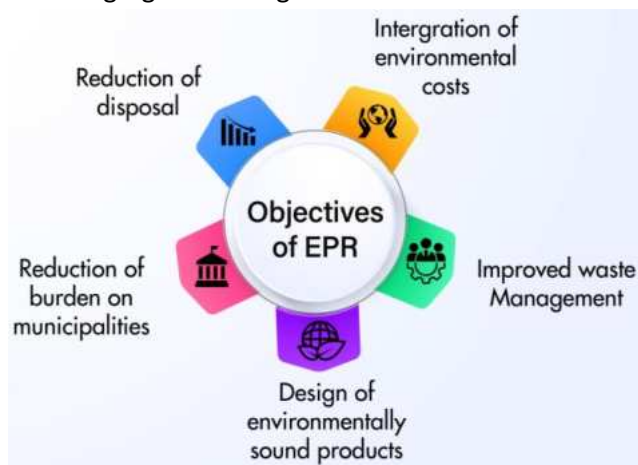 Intergration of
environmental
costs
Reduction of
disposal
Objectives
of EPR
Reduction of
burden on
municipalities
Improved waste
Management
Design of
environmentally
sound products